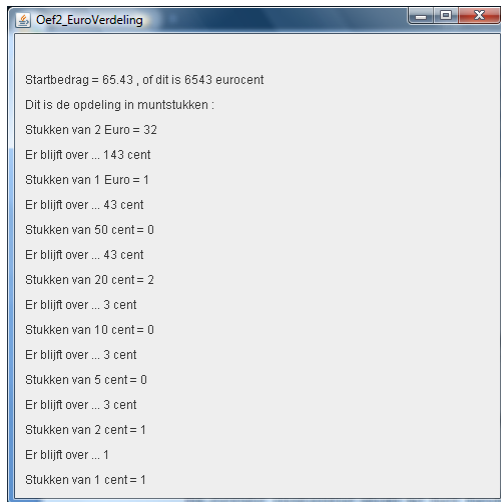 Oef2_EuroVerdeling
Startbedrag = 65.43 , of dit is 6543 eurocent
Dit is de opdeling in muntstukken :
Stukken van 2 Euro = 32
Er blijft over ... 143 cent
Stukken van 1 Euro = 1
Er blijft over ... 43 cent
Stukken van 50 cent = 0
Er blijft over ... 43 cent
Stukken van 20 cent = 2
Er blijft over ... 3 cent
Stukken van 10 cent = 0
Er blijft over ... 3 cent
Stukken van 5 cent = 0
Er blijft over ... 3 cent
Stukken van 2 cent = 1
Er blijft over ... 1
Stukken van 1 cent = 1